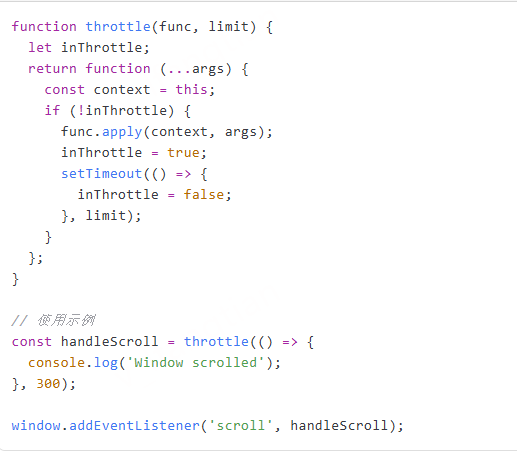 function throttle(func, limit) {
  let inThrottle;
  return function (...args) {
    const context = this;
    if (!inThrottle) {
      func.apply(context, args);
      inThrottle = true;
      setTimeout(() => {
        inThrottle = false;
      }, limit);
    }
  };
}

// 使用示例
const handleScroll = throttle(() => {
  console.log('Window scrolled');
}, 300);

window.addEventListener('scroll', handleScroll);